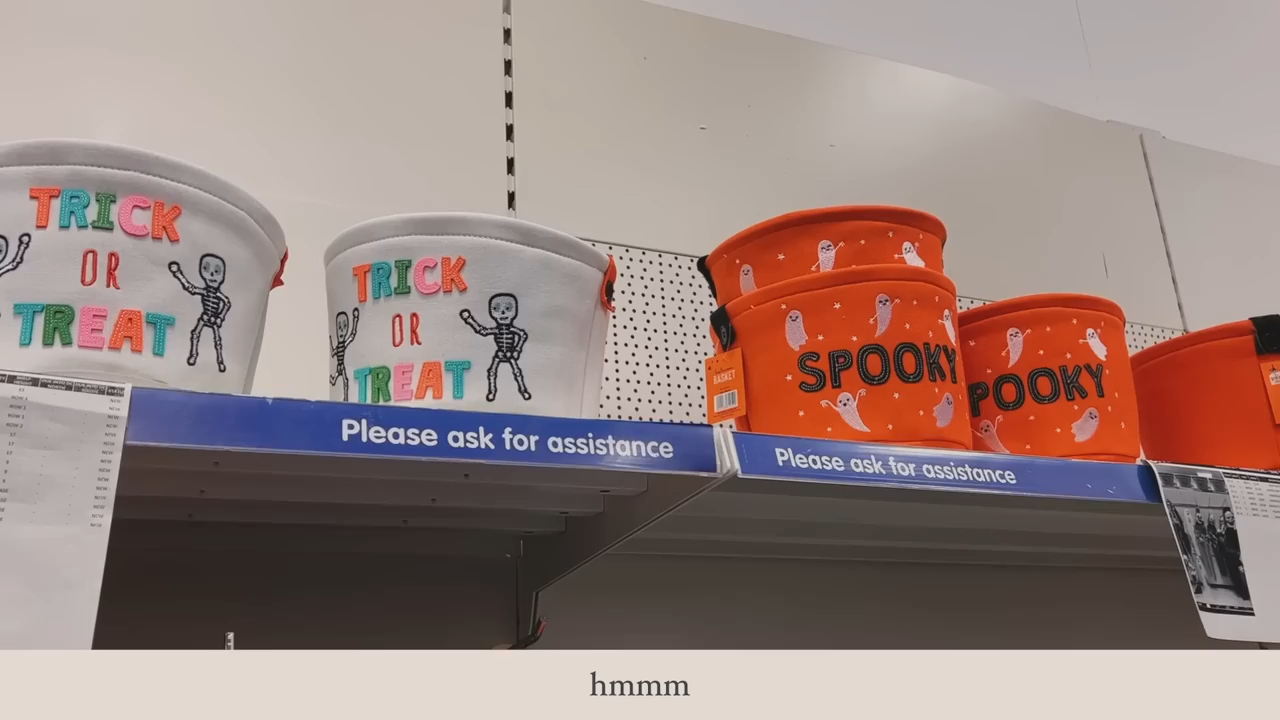 TRICK
OR
TREAT
TRICK
OR
TREAT
SPOOKY
POOKY
BASKET
Please ask for assistance
Please ask for assistance
hmmm